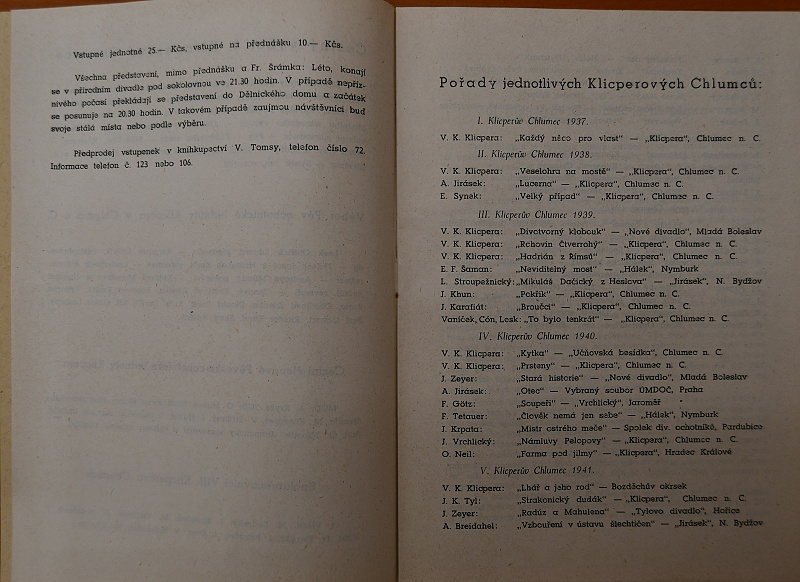 Vstupné jednotné 25.— Kčs, vstupné na přednášku 10.— Kčs.
Všechna představení, mimo přednášku a Fr. Šrámka: Léto, konají
se v přírodním divadle pod sokolovnou ve 21.30 hodin. V případě nepříz-
nivého počasí překládají se představení do Dělnického domu a začátek
se posunuje na 20.30 hodin. V takovém případě zaujmou návštěvníci buď
svoje stálá místa nebo podle výběru.
Předprodej vstupenek v knihkupectví V. Tomsy, telefon číslo 72.
Informace telefon č. 123 nebo 106.
Pořady jednotlivých Klicperových Chlumců:
I. Klicperův Chlumec 1937.
V. K. Klicpera: „Každý něco pro vlast“ — „Klicpera“, Chlumec n. C.
II. Klicperův Chlumec 1938.
V. K. Klicpera: „Veselohra na mostě“ — „Klicpera“, Chlumec n. C.
A. Jirásek: „Lucerna“ — „Klicpera“, Chlumec n. C.
E. Synek: „Velký případ“ — „Klicpera“, Chlumec n. C.
III. Klicperův Chlumec 1939.
V. K. Klicpera: „Divotvorný klobouk“ — „Nové divadlo“, Mladá Boleslav
V. K. Klicpera: „Rohovín Čtverrohý“ — „Klicpera“, Chlumec n. C.
V. K. Klicpera: „Hadrián z Římsů“ — „Klicpera“, Chlumec n. C.
E. F. Šaman: „Neviditelný most“ — „Hálek“, Nymburk
L. Stroupežnický: „Mikuláš Dačický z Heslova“ — „Jirásek“, N. Bydžov
J. Khun: „Pokřik“ — „Klicpera“, Chlumec n. C.
J. Karafiát: „Broučci“ — „Klicpera“, Chlumec n. C.
Vaníček, Cón, Lesk: „To bylo tenkrát“ — „Klicpera“, Chlumec n. C.
IV. Klicperův Chlumec 1940.
V. K. Klicpera: „Kytka“ — „Učňovská besídka“, Chlumec n. C.
V. K. Klicpera: „Prsteny“ — „Klicpera“, Chlumec n. C.
J. Zeyer: „Stará historie“ — „Nové divadlo“, Mladá Boleslav
A. Jirásek: „Otec“ — Vybraný soubor ÚMDOČ, Praha
F. Götz: „Soupeři“ — „Vrchlický“, Jaroměř
F. Tetauer: „Člověk nemá jen sebe“ — „Hálek“, Nymburk
J. Krpata: „Mistr ostrého meče“ — Spolek div. ochotníků, Pardubice
J. Vrchlický: „Námluvy Pelopovy“ — „Klicpera“, Chlumec n. C.
O. Neil: „Farma pod jilmy“ — „Klicpera“, Hradec Králové
V. Klicperův Chlumec 1941.
V. K. Klicpera: „Lhář a jeho rod“ — Bozděchův okrsek
J. K. Tyl: „Strakonický dudák“ — „Klicpera“, Chlumec n. C.
J. Zeyer: „Radúz a Mahulena“ — „Tylovo divadlo“, Hořice
A. Breidahel: „Vzbouření v ústavu šlechtičen“ — „Jirásek“, N. Bydžov